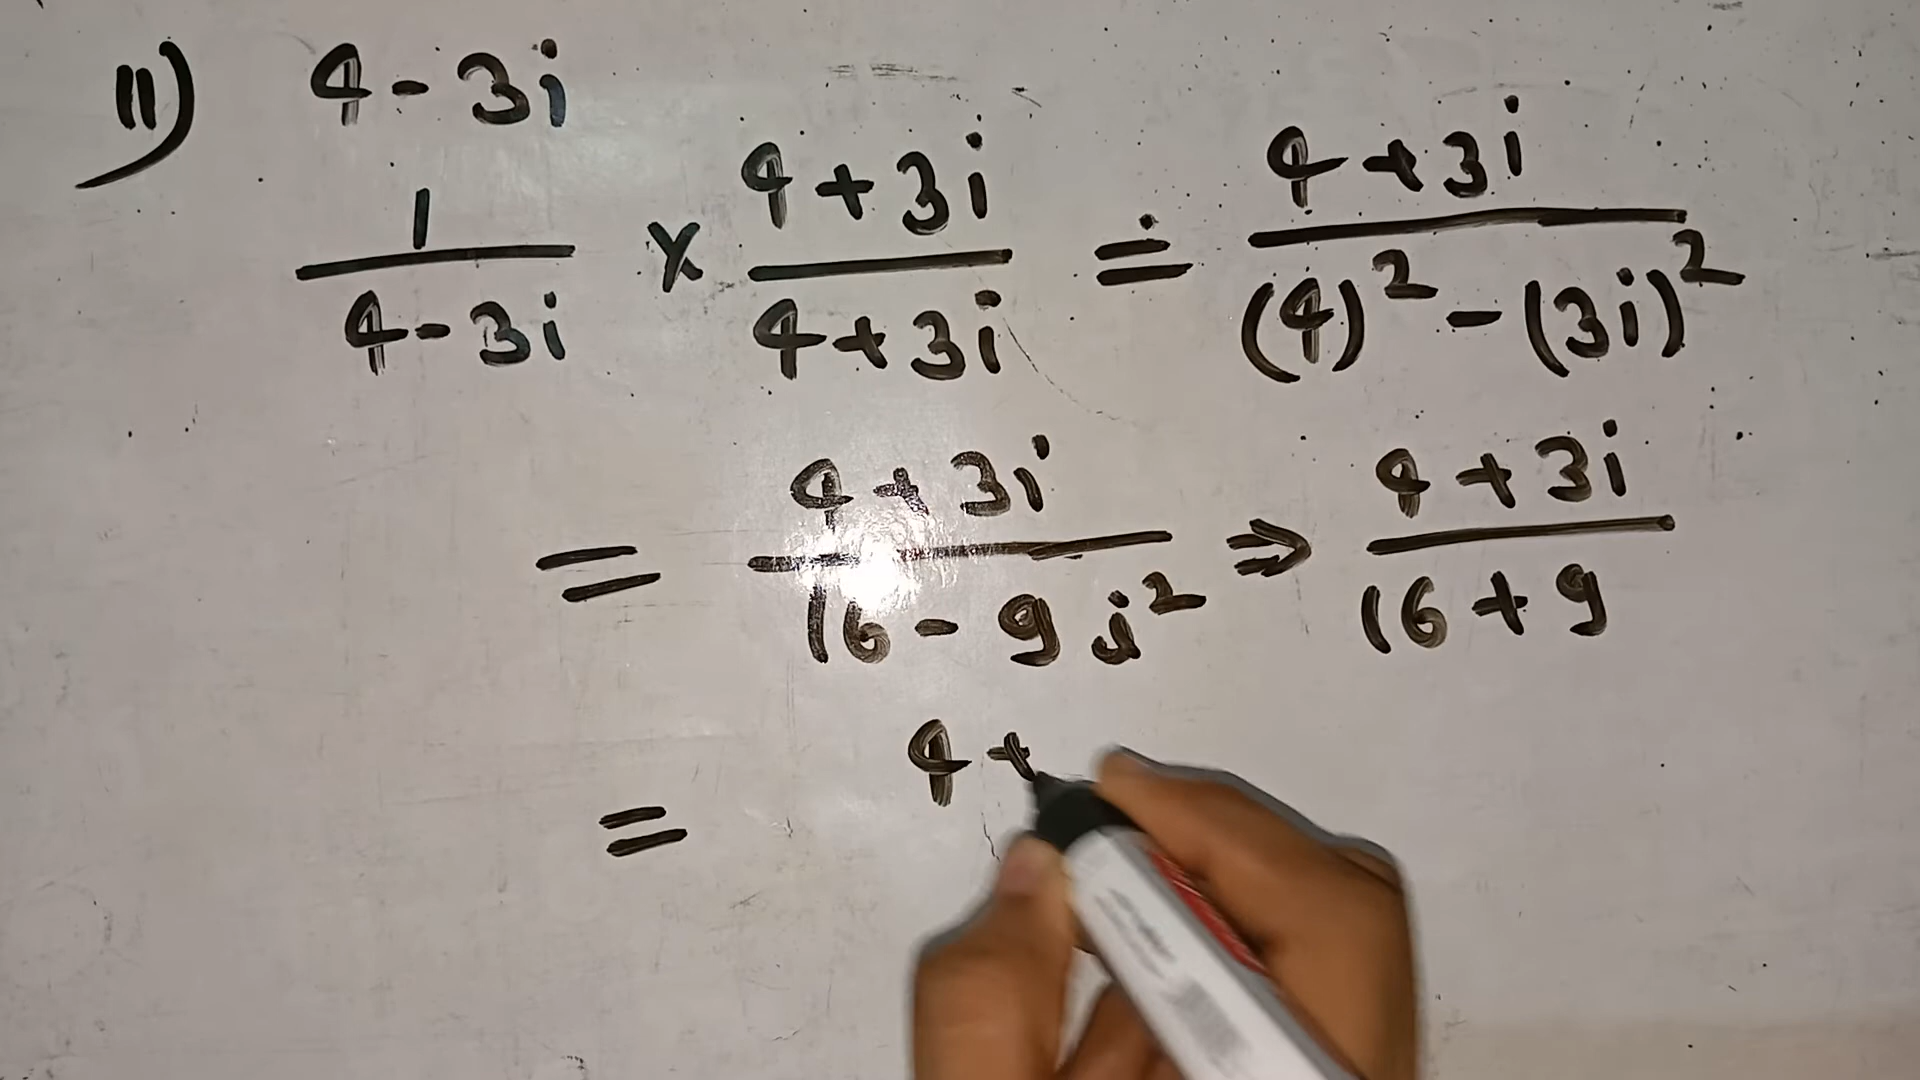 11) 4 - 3i
1/(4 - 3i) × (4 + 3i)/(4 + 3i) = (4 + 3i)/((4)² - (3i)²)
= (4 + 3i)/(16 - 9i²) ⇒ (4 + 3i)/(16 + 9)
= 4 +